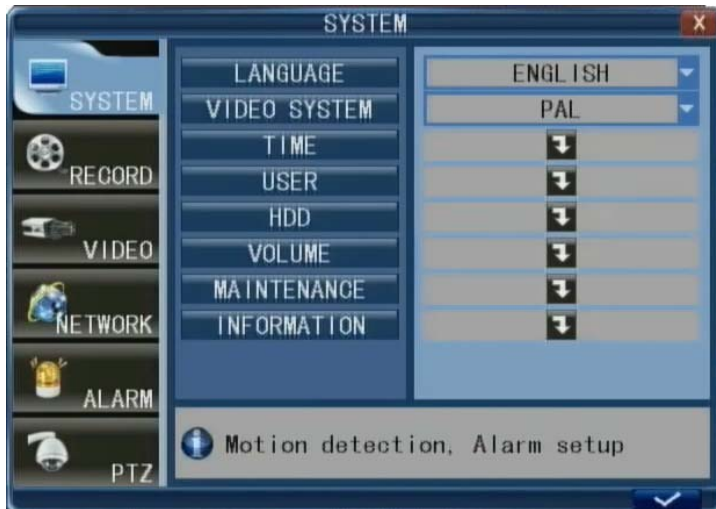 SYSTEM
X
SYSTEM
RECORD
VIDEO
NETWORK
ALARM
PTZ
LANGUAGE ENGLISH
VIDEO SYSTEM PAL
TIME
USER
HDD
VOLUME
MAINTENANCE
INFORMATION
Motion detection, Alarm setup